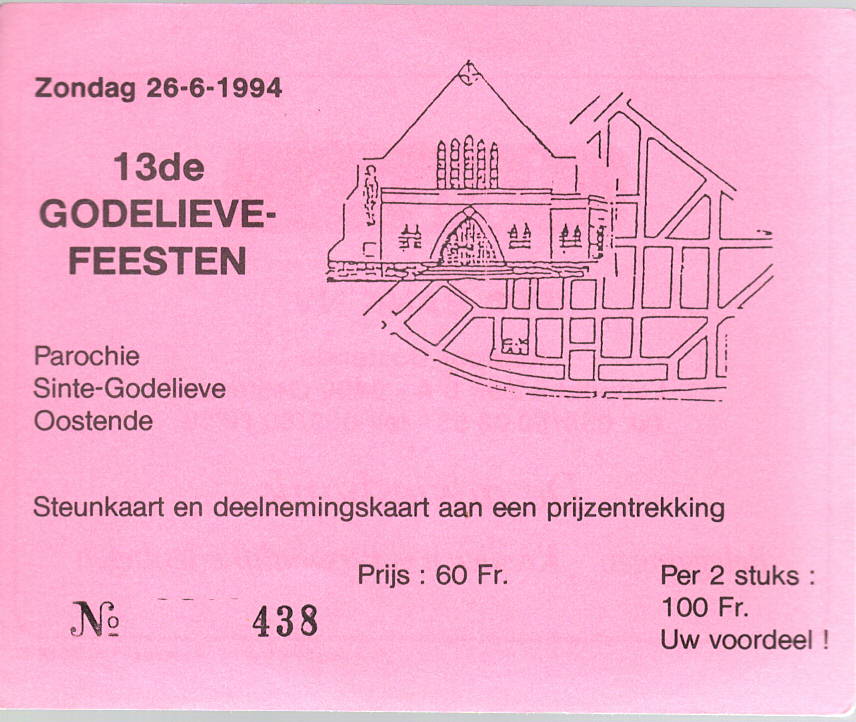 Zondag 26-6-1994
13de
GODELIEVE-
FEESTEN
Parochie
Sinte-Godelieve
Oostende
Steunkaart en deelnemingskaart aan een prijzentrekking
Prijs : 60 Fr.
Per 2 stuks :
100 Fr.
Uw voordeel !
№ 438